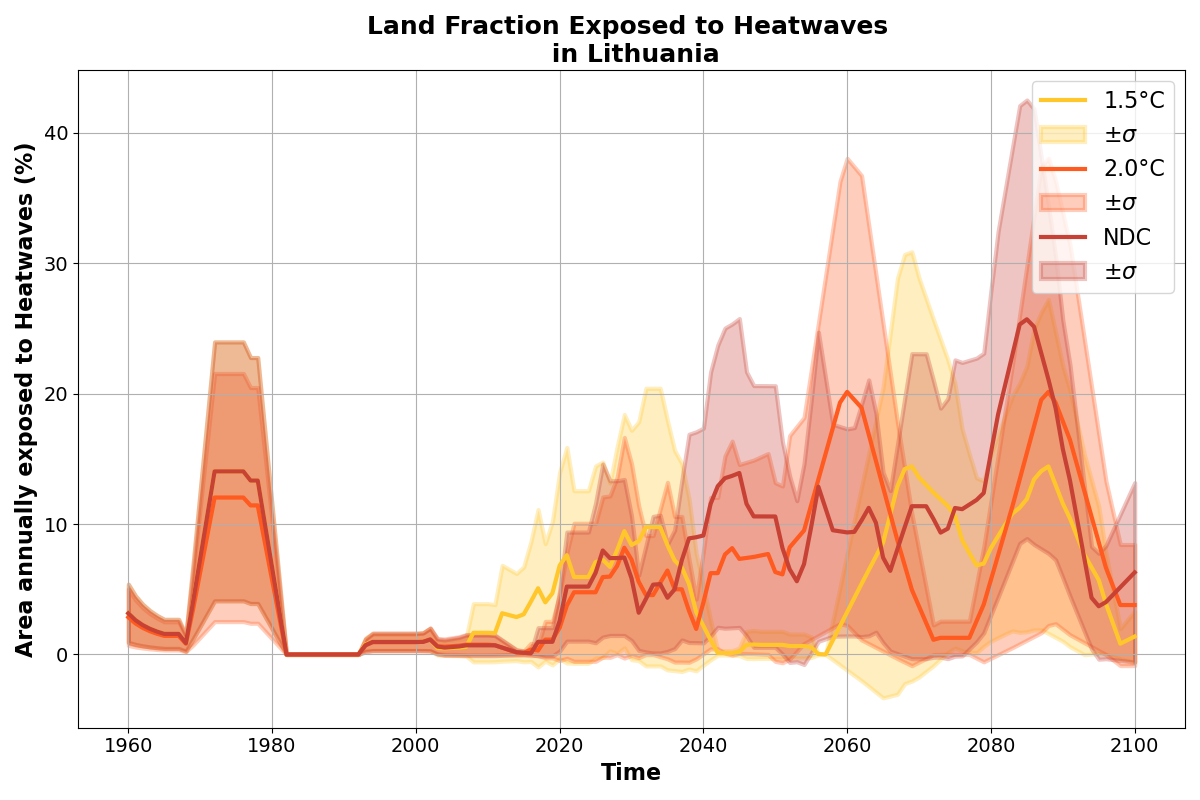 Land Fraction Exposed to Heatwaves
in Lithuania
Area annually exposed to Heatwaves (%)
40
30
20
10
0
1960 1980 2000 2020 2040 2060 2080 2100
Time
1.5°C
±σ
2.0°C
±σ
NDC
±σ